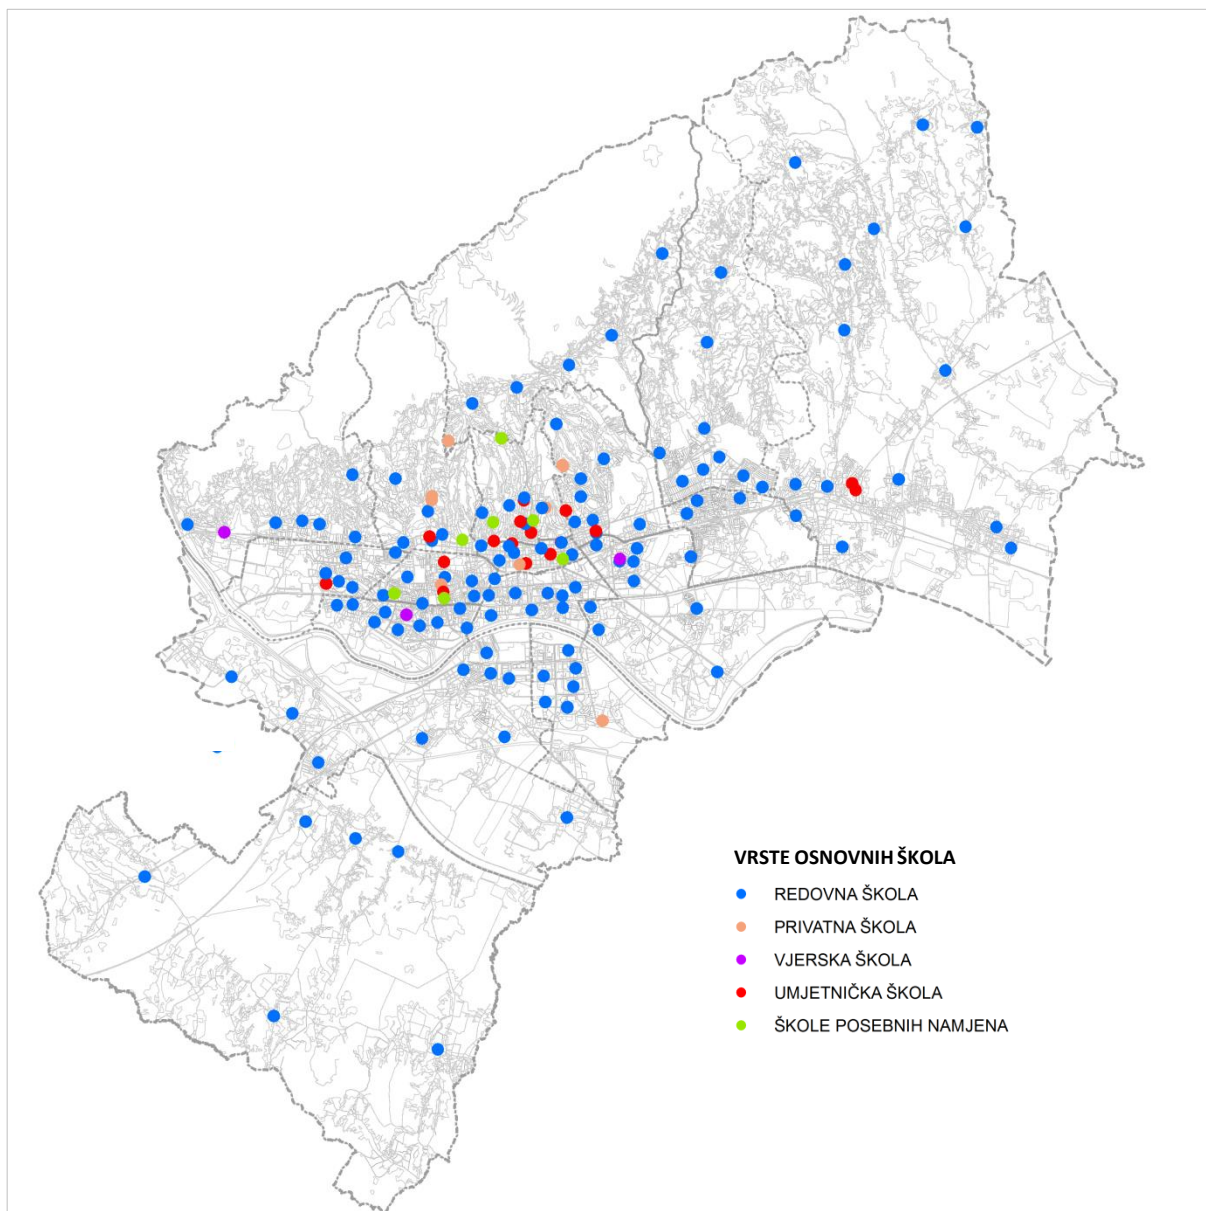 VRSTE OSNOVNIH ŠKOLA
REDOVNA ŠKOLA
PRIVATNA ŠKOLA
VJERSKA ŠKOLA
UMJETNIČKA ŠKOLA
ŠKOLE POSEBNIH NAMJENA